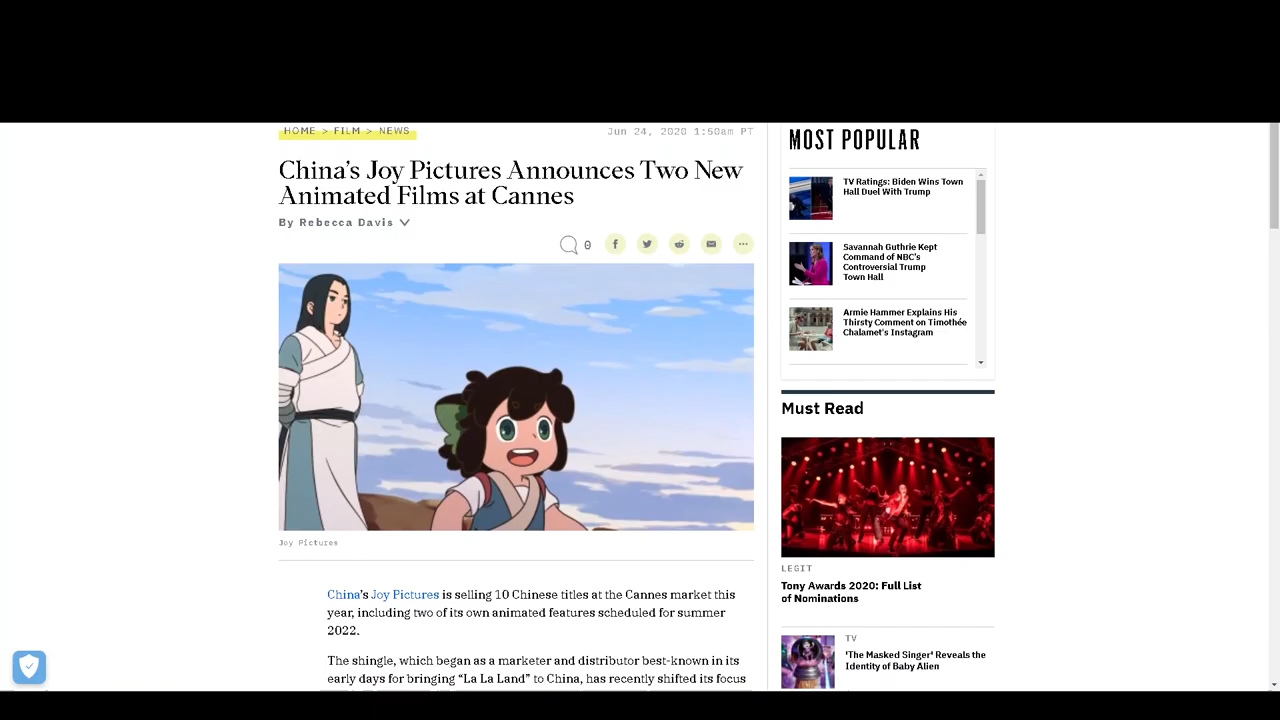 HOME > FILM > NEWS
Jun 24, 2020 1:50am PT
China's Joy Pictures Announces Two New
Animated Films at Cannes
By Rebecca Davis
0
Joy Pictures
China's Joy Pictures is selling 10 Chinese titles at the Cannes market this
year, including two of its own animated features scheduled for summer
2022.
The shingle, which began as a marketer and distributor best-known in its
early days for bringing “La La Land” to China, has recently shifted its focus
MOST POPULAR
TV Ratings: Biden Wins Town
Hall Duel With Trump
Savannah Guthrie Kept
Command of NBC's
Controversial Trump
Town Hall
Armie Hammer Explains His
Thirsty Comment on Timothée
Chalamet's Instagram
Must Read
LEGIT
Tony Awards 2020: Full List
of Nominations
TV
'The Masked Singer' Reveals the
Identity of Baby Alien